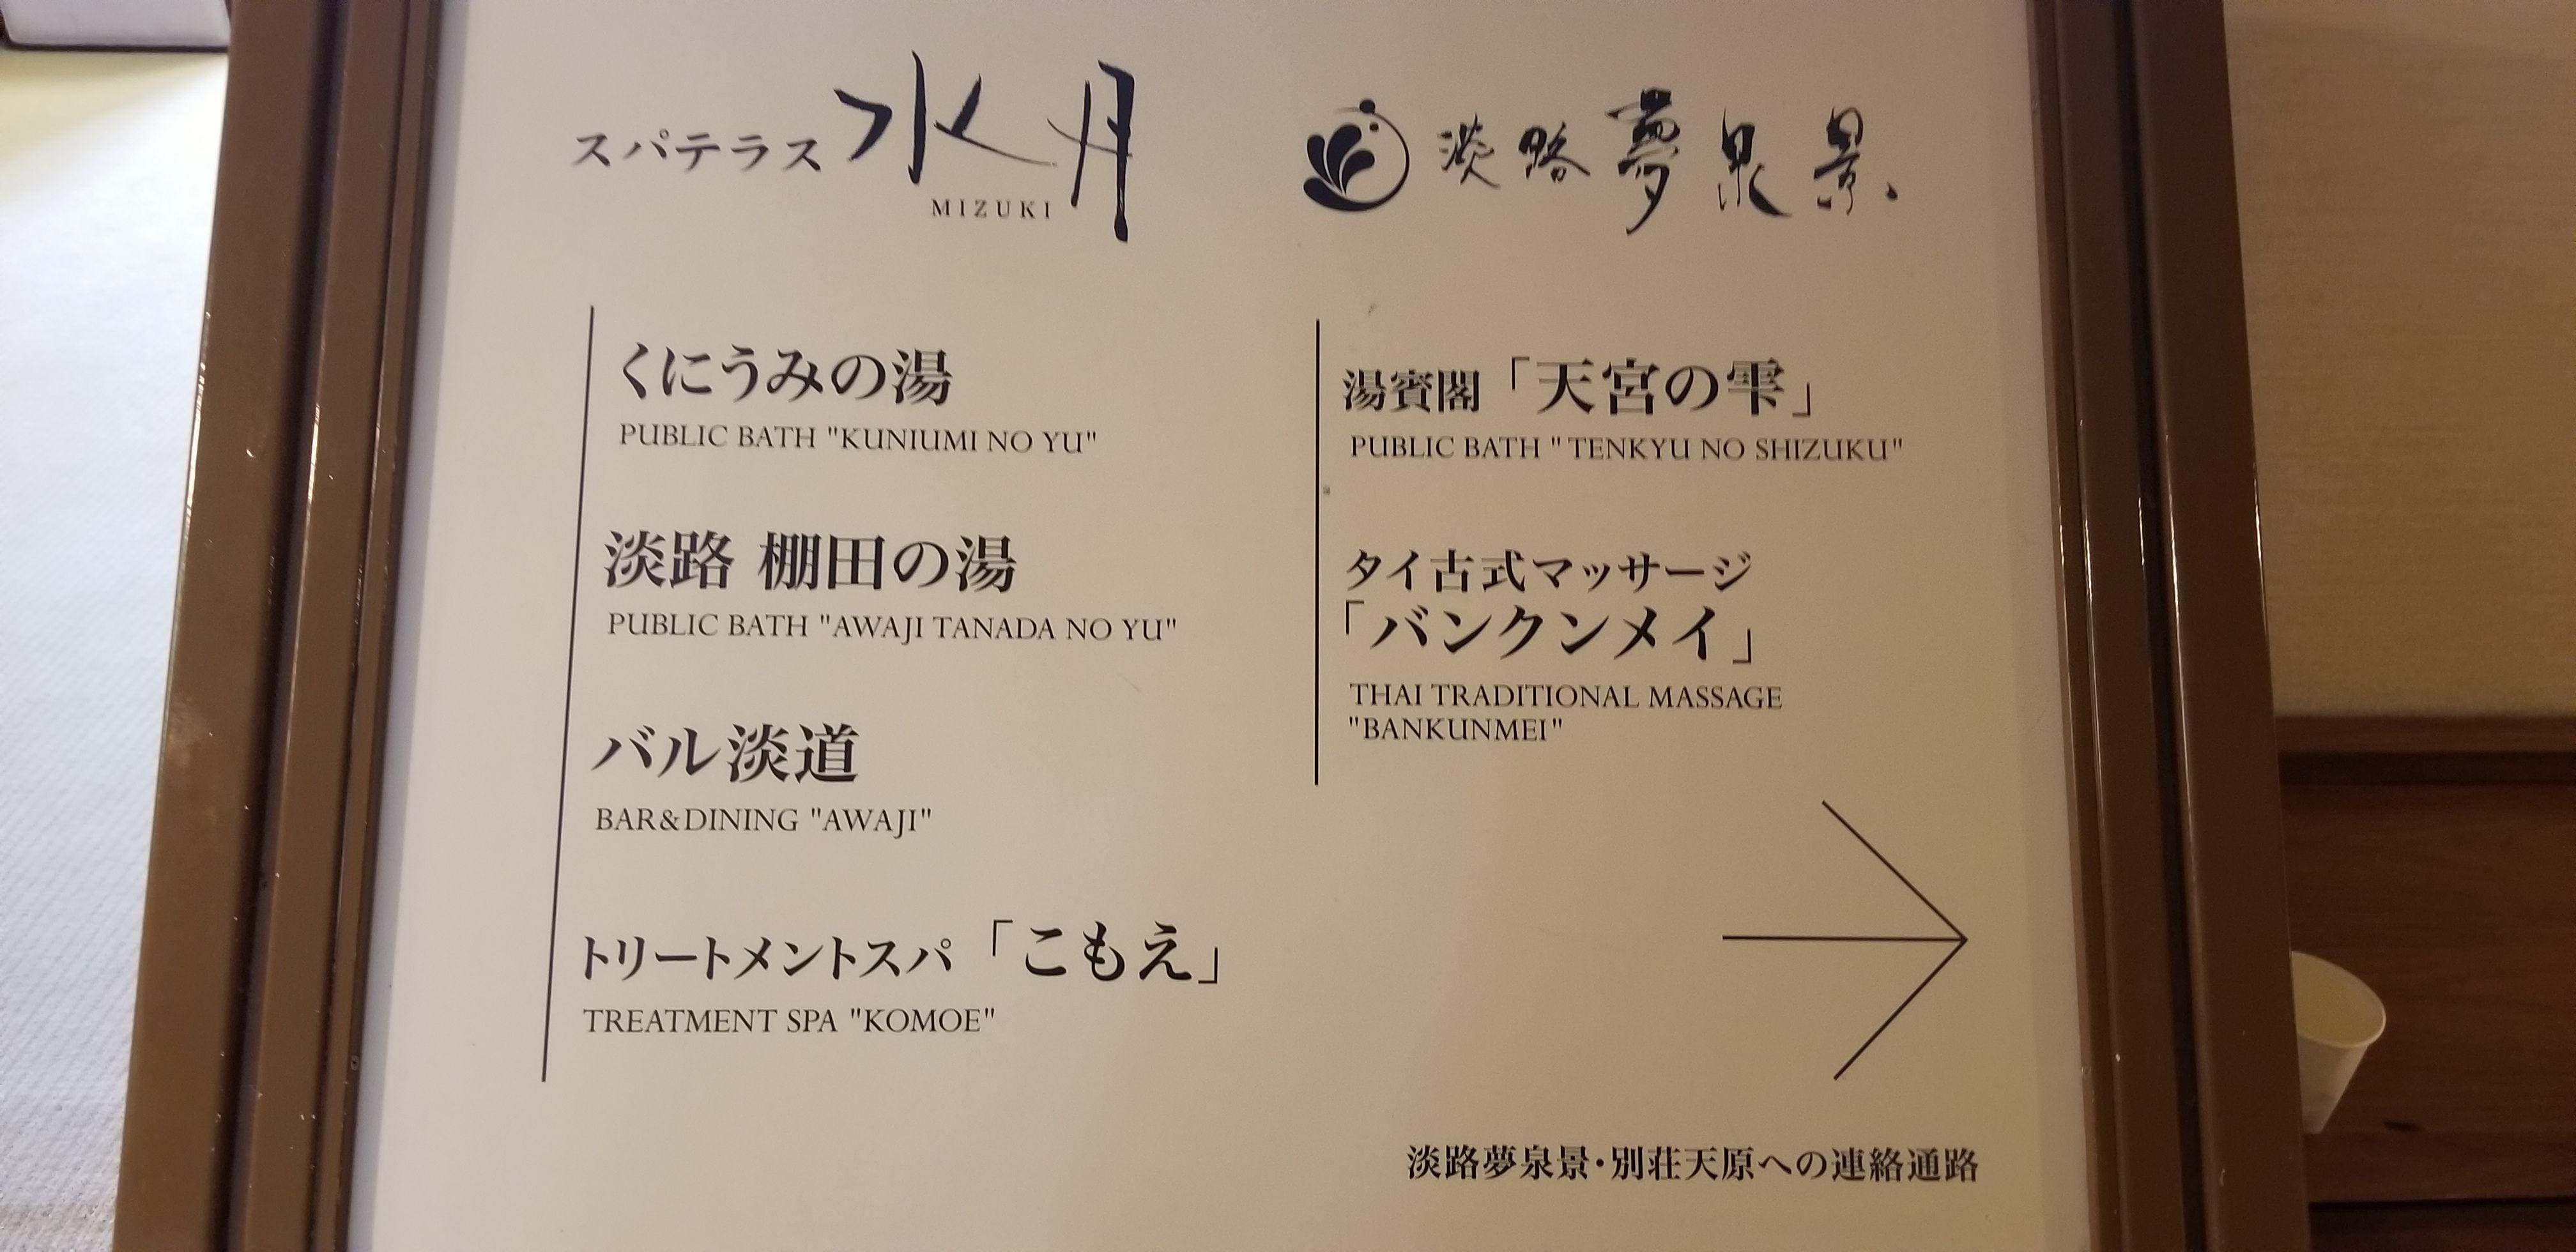 スパテラス 水月
MIZUKI
くにうみの湯
PUBLIC BATH "KUNIUMI NO YU"
淡路 棚田の湯
PUBLIC BATH "AWAJI TANADA NO YU"
バル淡道
BAR&DINING "AWAJI"
トリートメントスパ「こもえ」
TREATMENT SPA "KOMOE"
淡路夢泉景
湯賓閣「天宮の雫」
PUBLIC BATH " TENKYU NO SHIZUKU"
タイ古式マッサージ
「バンクンメイ」
THAI TRADITIONAL MASSAGE
"BANKUNMEI"
淡路夢泉景・別荘天原への連絡通路